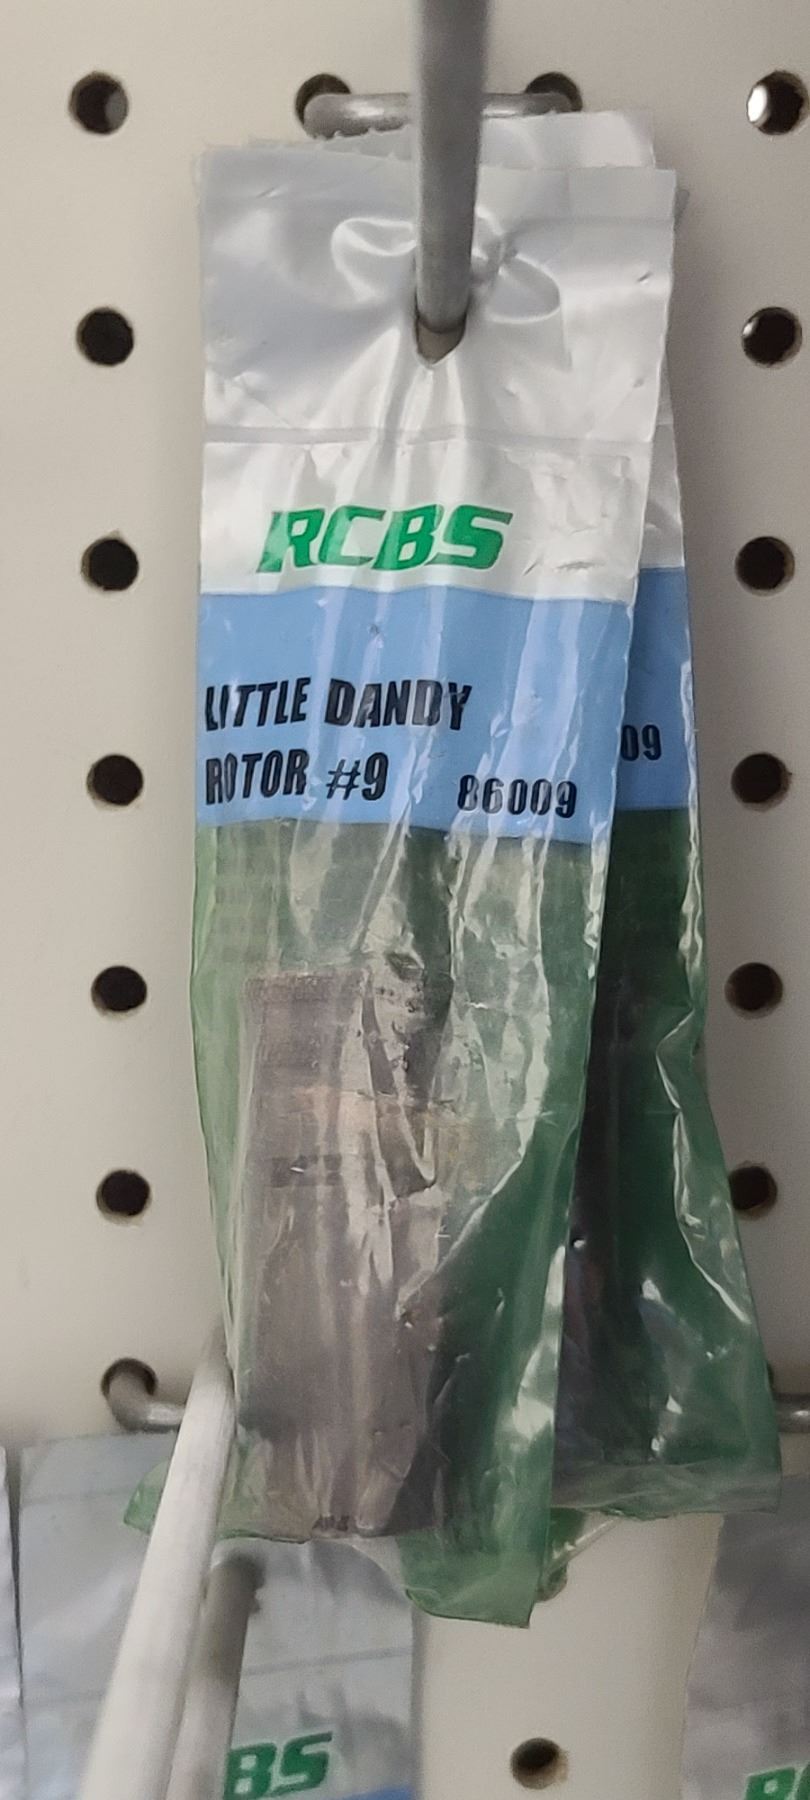 RCBS
LITTLE DANDY
ROTOR #9 86009
09
BS